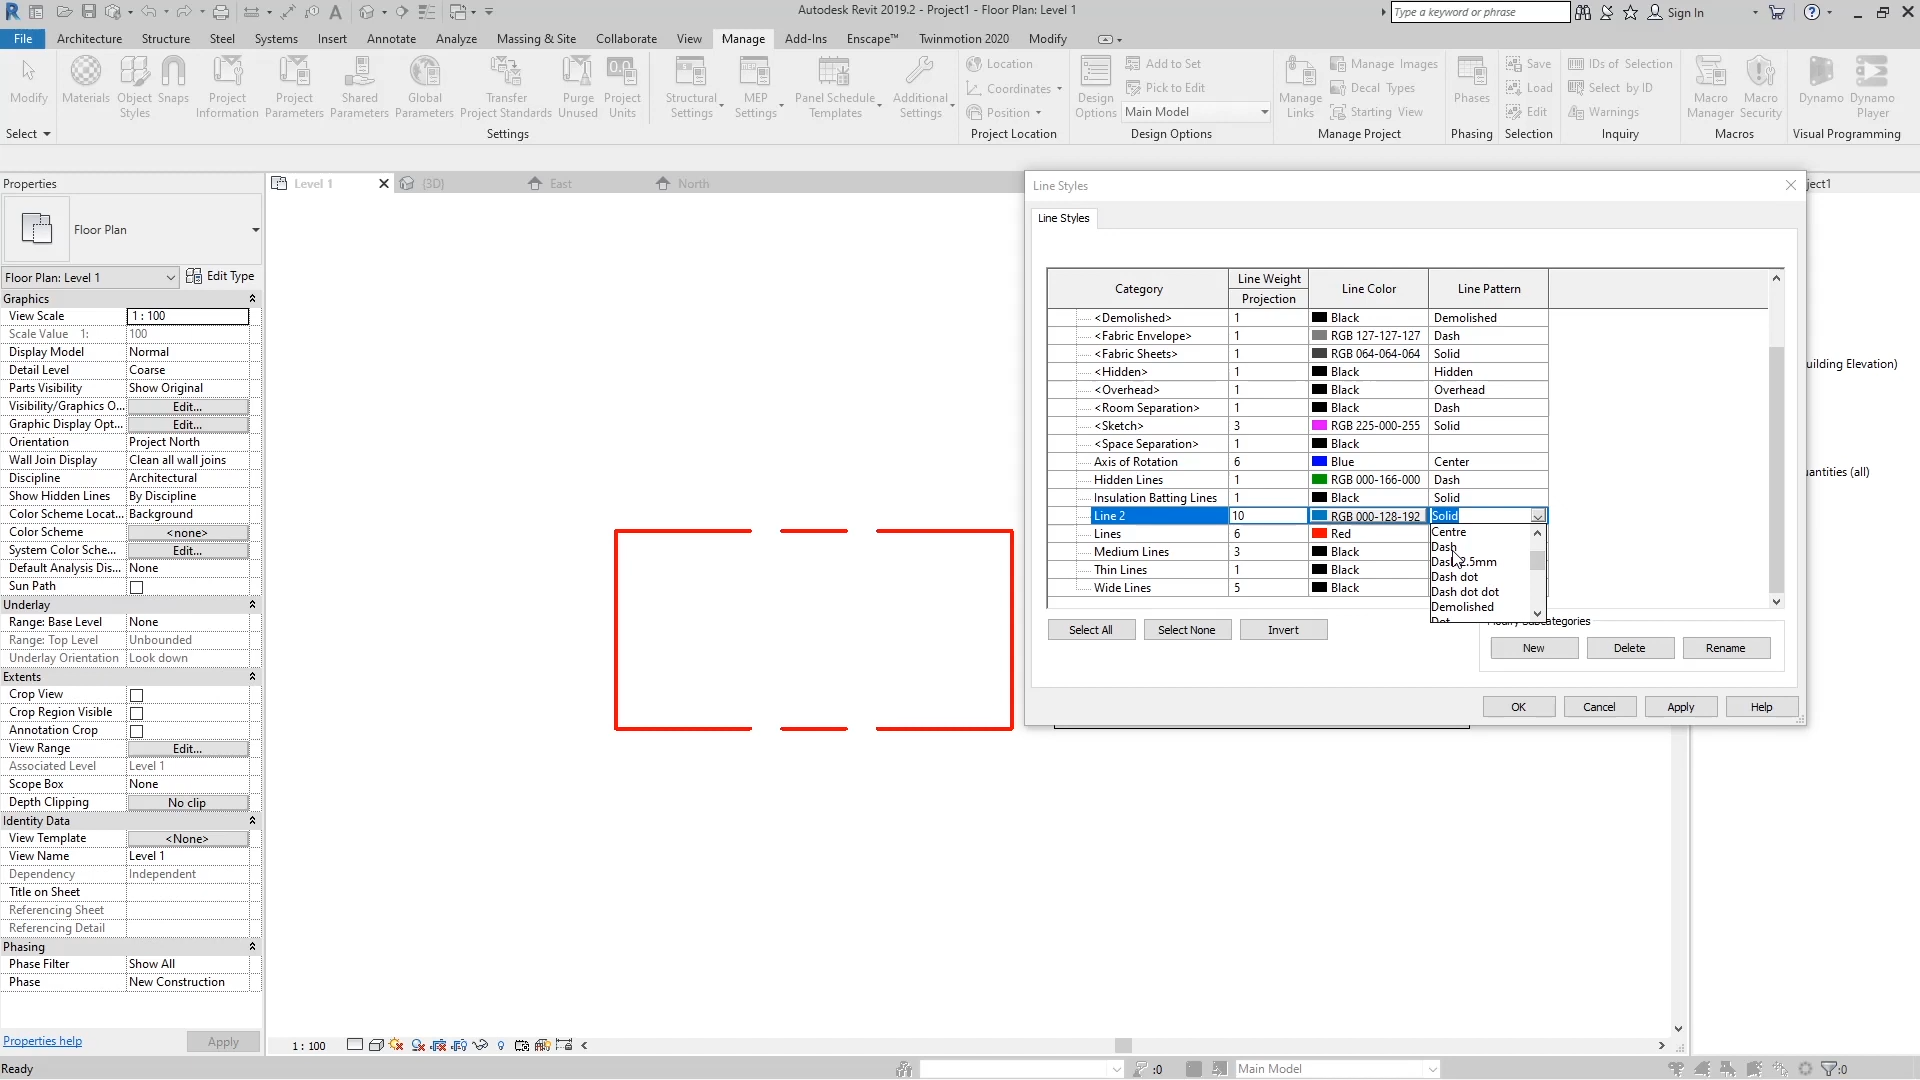 Autodesk Revit 2019.2 - Project1 - Floor Plan: Level 1
Type a keyword or phrase
Sign In
File Architecture Structure Steel Systems Insert Annotate Analyze Massing & Site Collaborate View Manage Add-Ins Enscape™ Twinmotion 2020 Modify
Modify
Materials
Object Styles
Snaps
Project Information
Project Parameters
Shared Parameters
Global Parameters
Transfer Project Standards
Purge Unused
Project Units
Structural Settings
MEP Settings
Panel Schedule Templates
Additional Settings
Location
Coordinates
Position
Design Options
Add to Set
Pick to Edit
Main Model
Manage Links
Manage Images
Decal Types
Starting View
Phases
Save
Load
Edit
IDs of Selection
Select by ID
Warnings
Macro Manager
Macro Security
Dynamo
Dynamo Player
Select
Settings
Project Location
Design Options
Manage Project
Phasing
Selection
Inquiry
Macros
Visual Programming
Properties
Level 1
{3D}
East
North
ject1
Floor Plan
Floor Plan: Level 1
Edit Type
Graphics
View Scale 1 : 100
Scale Value 1: 100
Display Model Normal
Detail Level Coarse
Parts Visibility Show Original
Visibility/Graphics O... Edit...
Graphic Display Opt... Edit...
Orientation Project North
Wall Join Display Clean all wall joins
Discipline Architectural
Show Hidden Lines By Discipline
Color Scheme Locat... Background
Color Scheme <none>
System Color Sche... Edit...
Default Analysis Dis... None
Sun Path
Underlay
Range: Base Level None
Range: Top Level Unbounded
Underlay Orientation Look down
Extents
Crop View
Crop Region Visible
Annotation Crop
View Range Edit...
Associated Level Level 1
Scope Box None
Depth Clipping No clip
Identity Data
View Template <None>
View Name Level 1
Dependency Independent
Title on Sheet
Referencing Sheet
Referencing Detail
Phasing
Phase Filter Show All
Phase New Construction
Properties help
Apply
Line Styles
Line Styles
Category
Line Weight
Projection
Line Color
Line Pattern
<Demolished> 1 Black Demolished
<Fabric Envelope> 1 RGB 127-127-127 Dash
<Fabric Sheets> 1 RGB 064-064-064 Solid
<Hidden> 1 Black Hidden
<Overhead> 1 Black Overhead
<Room Separation> 1 Black Dash
<Sketch> 3 RGB 225-000-255 Solid
<Space Separation> 1 Black
Axis of Rotation 6 Blue Center
Hidden Lines 1 RGB 000-166-000 Dash
Insulation Batting Lines 1 Black Solid
Line 2 10 RGB 000-128-192 Solid
Lines 6 Red
Medium Lines 3 Black
Thin Lines 1 Black
Wide Lines 5 Black
Centre
Dash
Dash 2.5mm
Dash dot
Dash dot dot
Demolished
Dot
Select All
Select None
Invert
Modify Subcategories
New
Delete
Rename
OK
Cancel
Apply
Help
uilding Elevation)
uantities (all)
1 : 100
Ready
:0
Main Model
:0